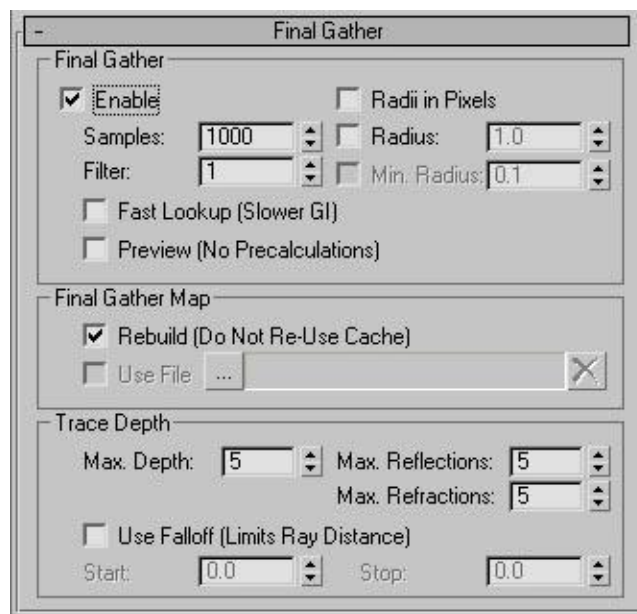 - Final Gather
Final Gather
Enable Radii in Pixels
Samples: 1000 Radius: 1.0
Filter: 1 Min. Radius: 0.1
Fast Lookup (Slower GI)
Preview (No Precalculations)
Final Gather Map
Rebuild (Do Not Re-Use Cache)
Use File ...
Trace Depth
Max. Depth: 5 Max. Reflections: 5
Max. Refractions: 5
Use Falloff (Limits Ray Distance)
Start: 0.0 Stop: 0.0